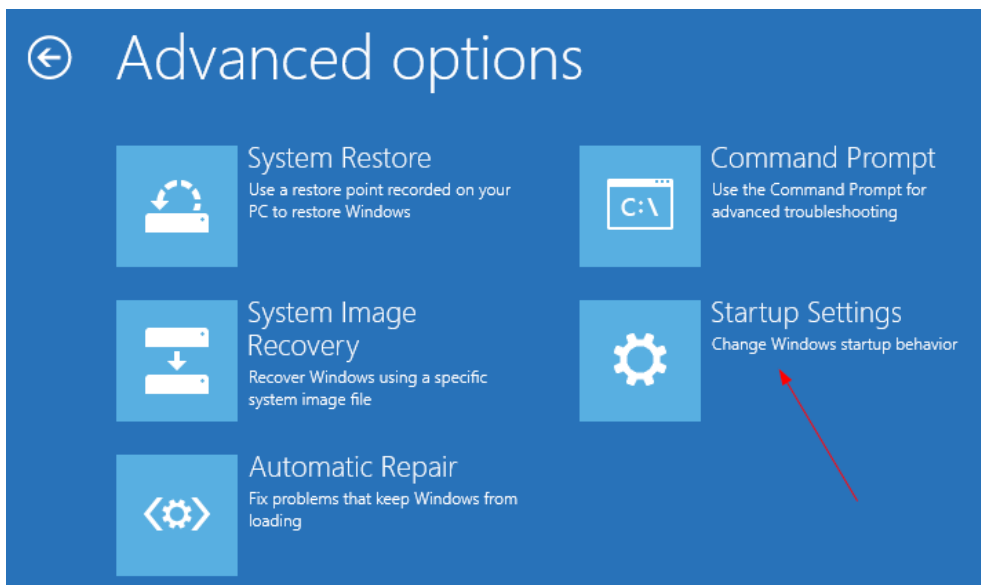 Advanced options
System Restore
Use a restore point recorded on your
PC to restore Windows
System Image
Recovery
Recover Windows using a specific
system image file
Automatic Repair
Fix problems that keep Windows from
loading
C:\
Command Prompt
Use the Command Prompt for
advanced troubleshooting
Startup Settings
Change Windows startup behavior